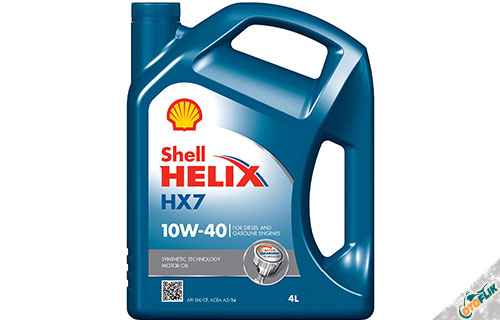 Shell
HELIX
HX7
10W-40
FOR DIESEL AND
GASOLINE ENGINES
SYNTHETIC TECHNOLOGY
MOTOR OIL
API SN/CF, ACEA A3/B4
4L
OTOFLIK